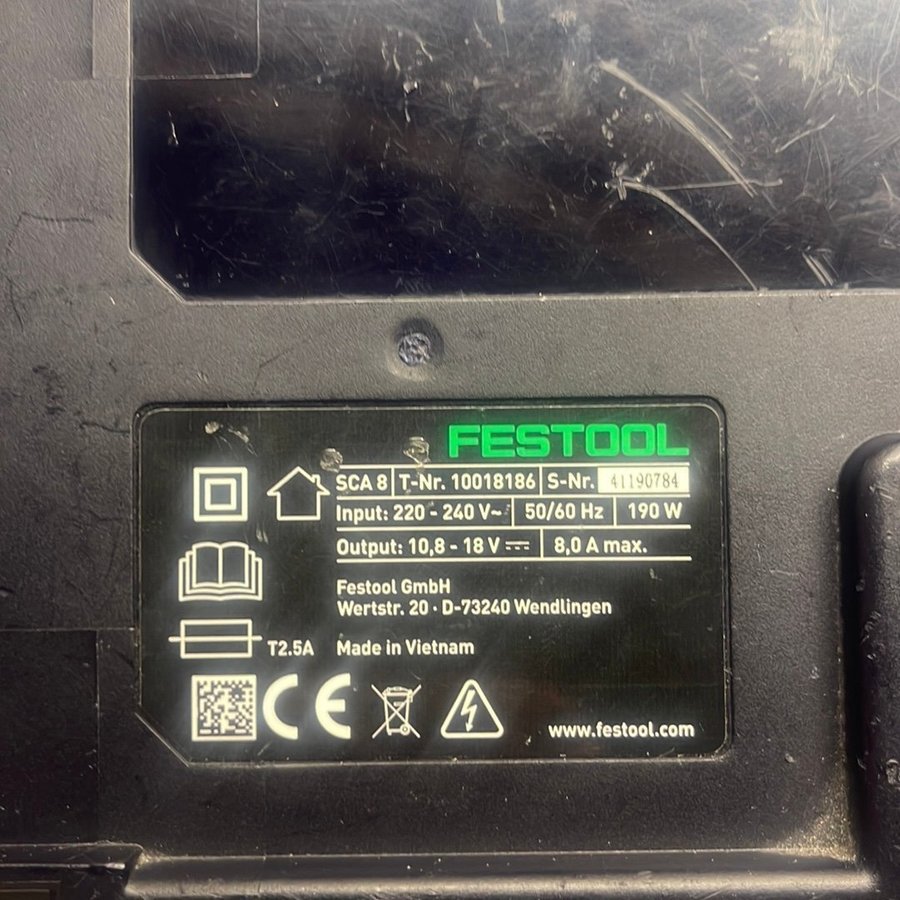 FESTOOL
SCA 8 T-Nr. 10018186 S-Nr. 41190784
Input: 220 - 240 V~ 50/60 Hz 190 W
Output: 10,8 - 18 V ⎓ 8,0 A max.
Festool GmbH
Wertstr. 20 · D-73240 Wendlingen
T2.5A Made in Vietnam
CE
www.festool.com